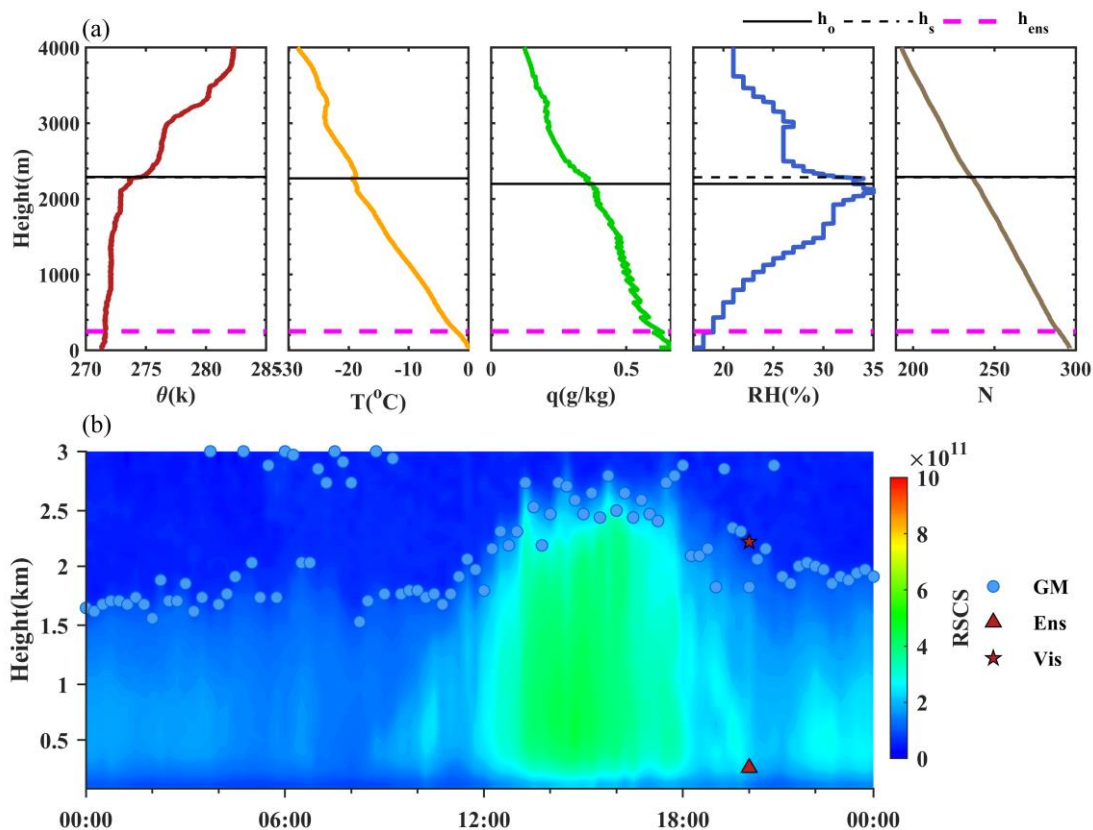 (a)
h_o h_s h_ens
4000
3000
2000
1000
0
Height(m)
270 275 280 285
θ(k)
-30 -20 -10 0
T(°C)
0 0.5
q(g/kg)
20 25 30 35
RH(%)
200 250 300
N
(b)
3
2.5
2
1.5
1
0.5
Height(km)
00:00 06:00 12:00 18:00 00:00
×10^11
10
8
6
4
2
0
RSCS
GM
Ens
Vis